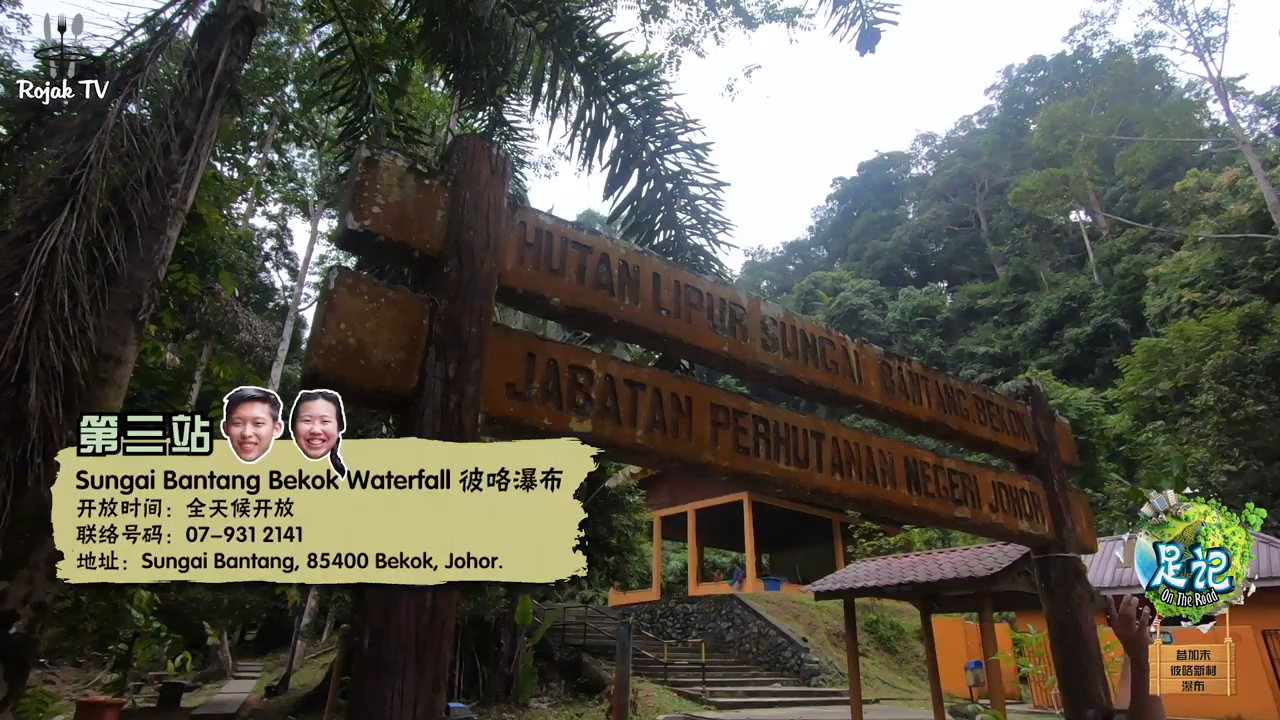 Rojak TV
HUTAN LIPUR SUNGAI BANTANG BEKOK
JABATAN PERHUTANAN NEGERI JOHOR
第三站
Sungai Bantang Bekok Waterfall 彼咯瀑布
开放时间：全天候开放
联络号码：07-931 2141
地址：Sungai Bantang, 85400 Bekok, Johor.
足记
On The Road
昔加末
彼咯新村
瀑布